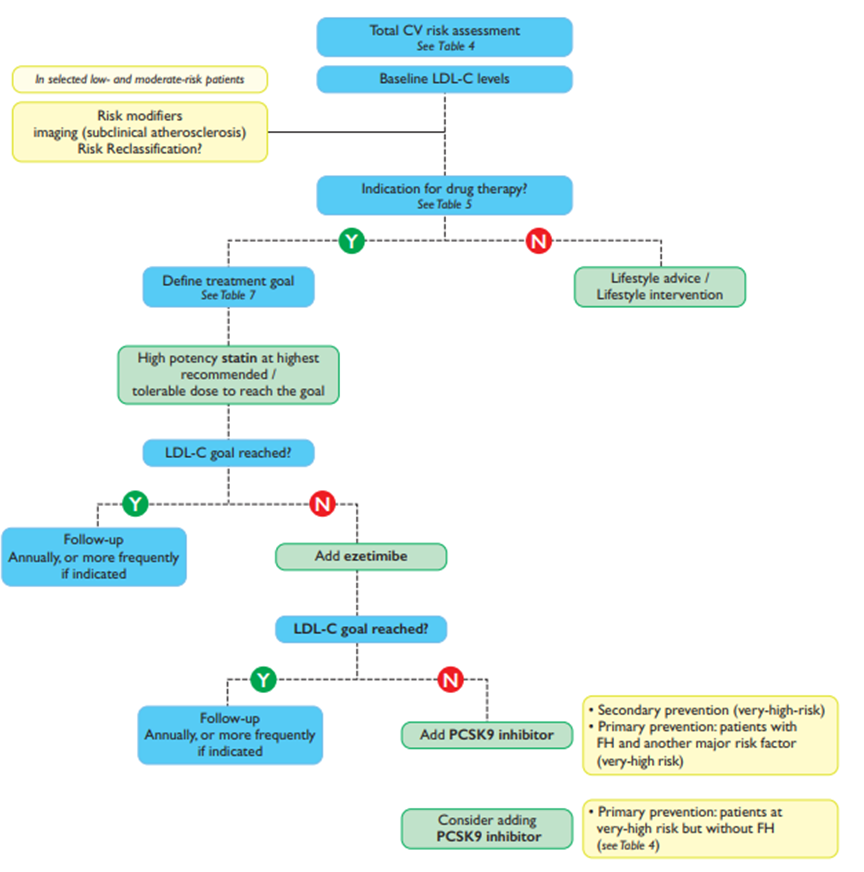 Total CV risk assessment
See Table 4
In selected low- and moderate-risk patients
Baseline LDL-C levels
Risk modifiers
imaging (subclinical atherosclerosis)
Risk Reclassification?
Indication for drug therapy?
See Table 5
Y
N
Define treatment goal
See Table 7
Lifestyle advice /
Lifestyle intervention
High potency statin at highest
recommended /
tolerable dose to reach the goal
LDL-C goal reached?
Y
N
Follow-up
Annually, or more frequently
if indicated
Add ezetimibe
LDL-C goal reached?
Y
N
Follow-up
Annually, or more frequently
if indicated
Add PCSK9 inhibitor
• Secondary prevention (very-high-risk)
• Primary prevention: patients with
FH and another major risk factor
(very-high risk)
Consider adding
PCSK9 inhibitor
• Primary prevention: patients at
very-high risk but without FH
(see Table 4)